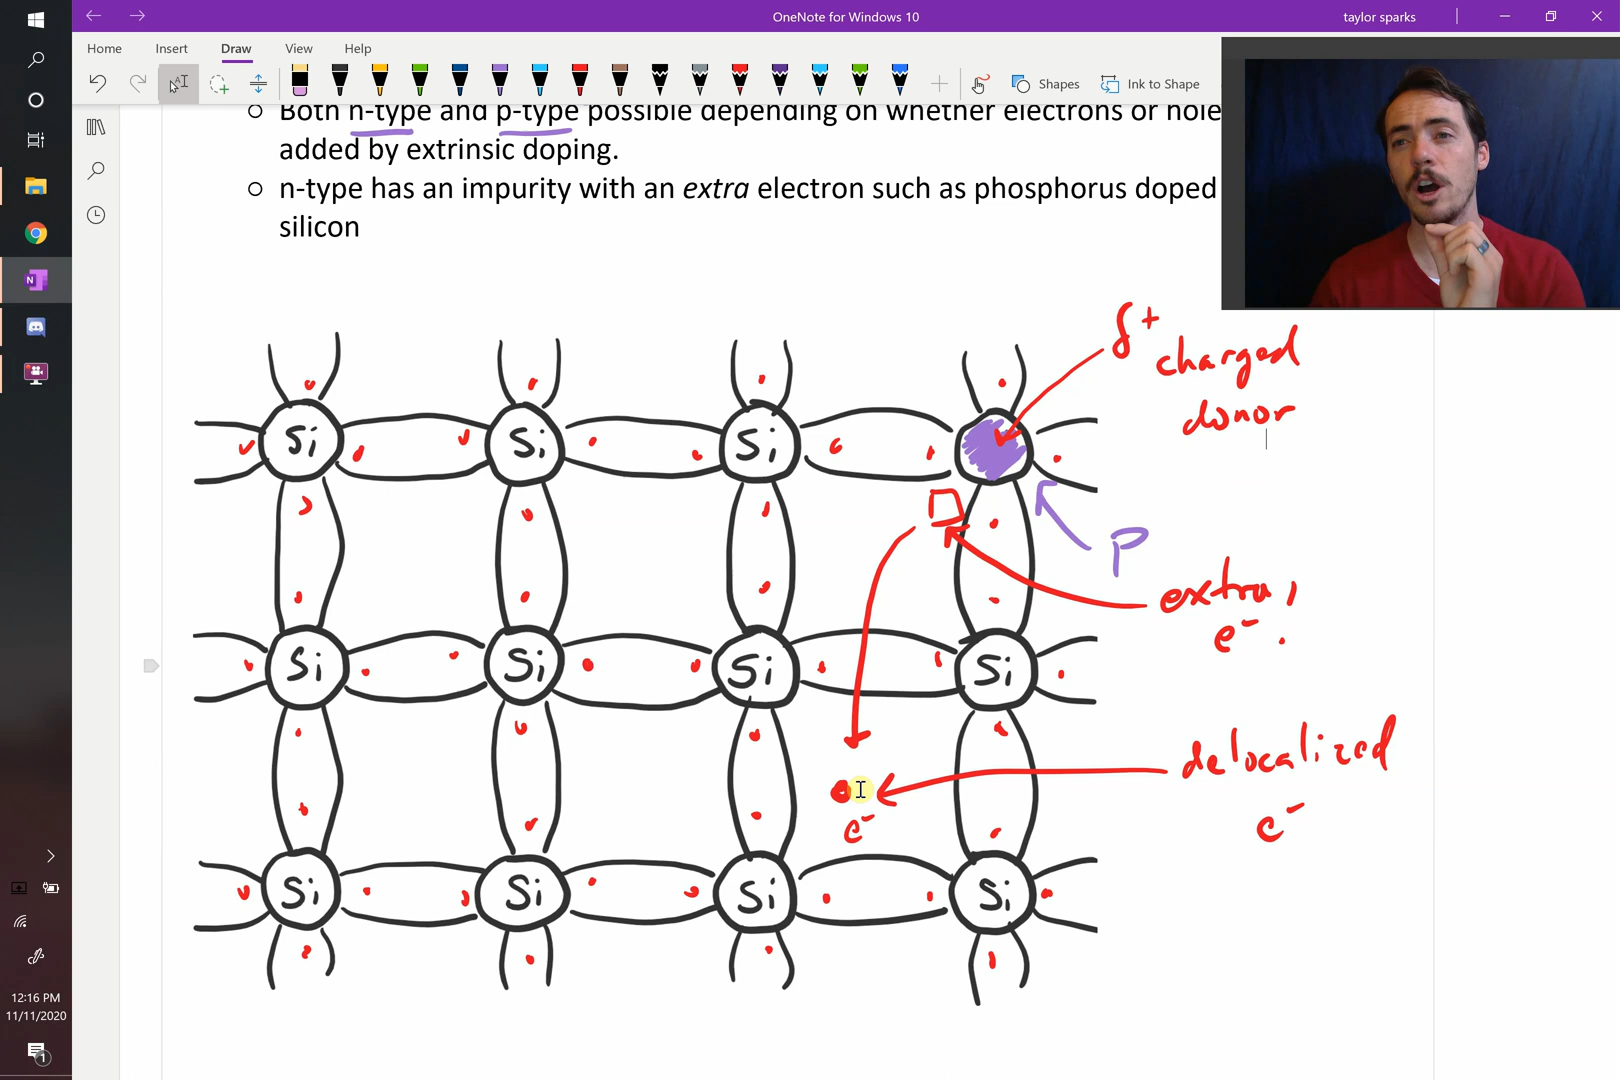 OneNote for Windows 10
taylor sparks
Home Insert Draw View Help
Shapes
Ink to Shape
Both n-type and p-type possible depending on whether electrons or hole
added by extrinsic doping.
n-type has an impurity with an extra electron such as phosphorus doped
silicon
δ+
charged
donor
Si Si Si
P
extra
e-
Si Si Si Si
delocalized
e-
e-
Si Si Si Si
12:16 PM
11/11/2020
1